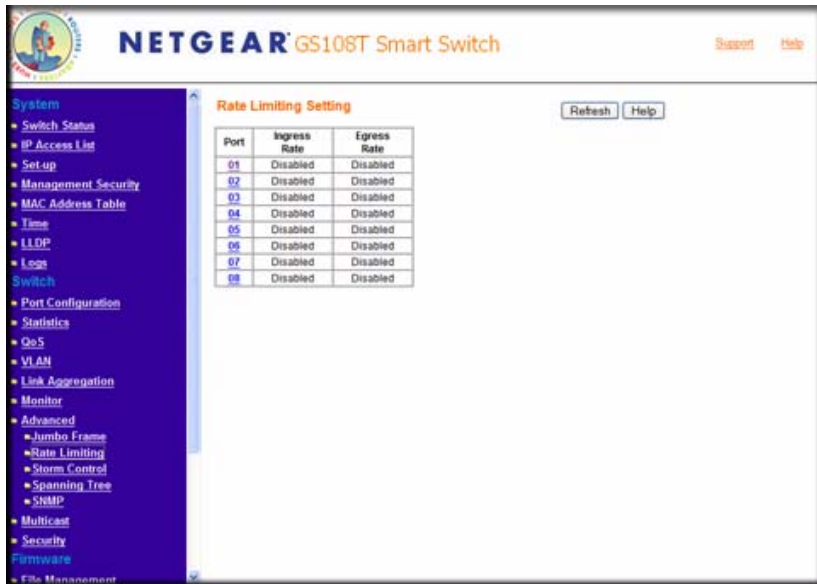 NETGEAR GS108T Smart Switch
Support Help
System
Switch Status
IP Access List
Set-up
Management Security
MAC Address Table
Time
LLDP
Logs
Switch
Port Configuration
Statistics
QoS
VLAN
Link Aggregation
Monitor
Advanced
Jumbo Frame
Rate Limiting
Storm Control
Spanning Tree
SNMP
Multicast
Security
Firmware
File Management
Rate Limiting Setting
Refresh Help
Port Ingress Rate Egress Rate
01 Disabled Disabled
02 Disabled Disabled
03 Disabled Disabled
04 Disabled Disabled
05 Disabled Disabled
06 Disabled Disabled
07 Disabled Disabled
08 Disabled Disabled